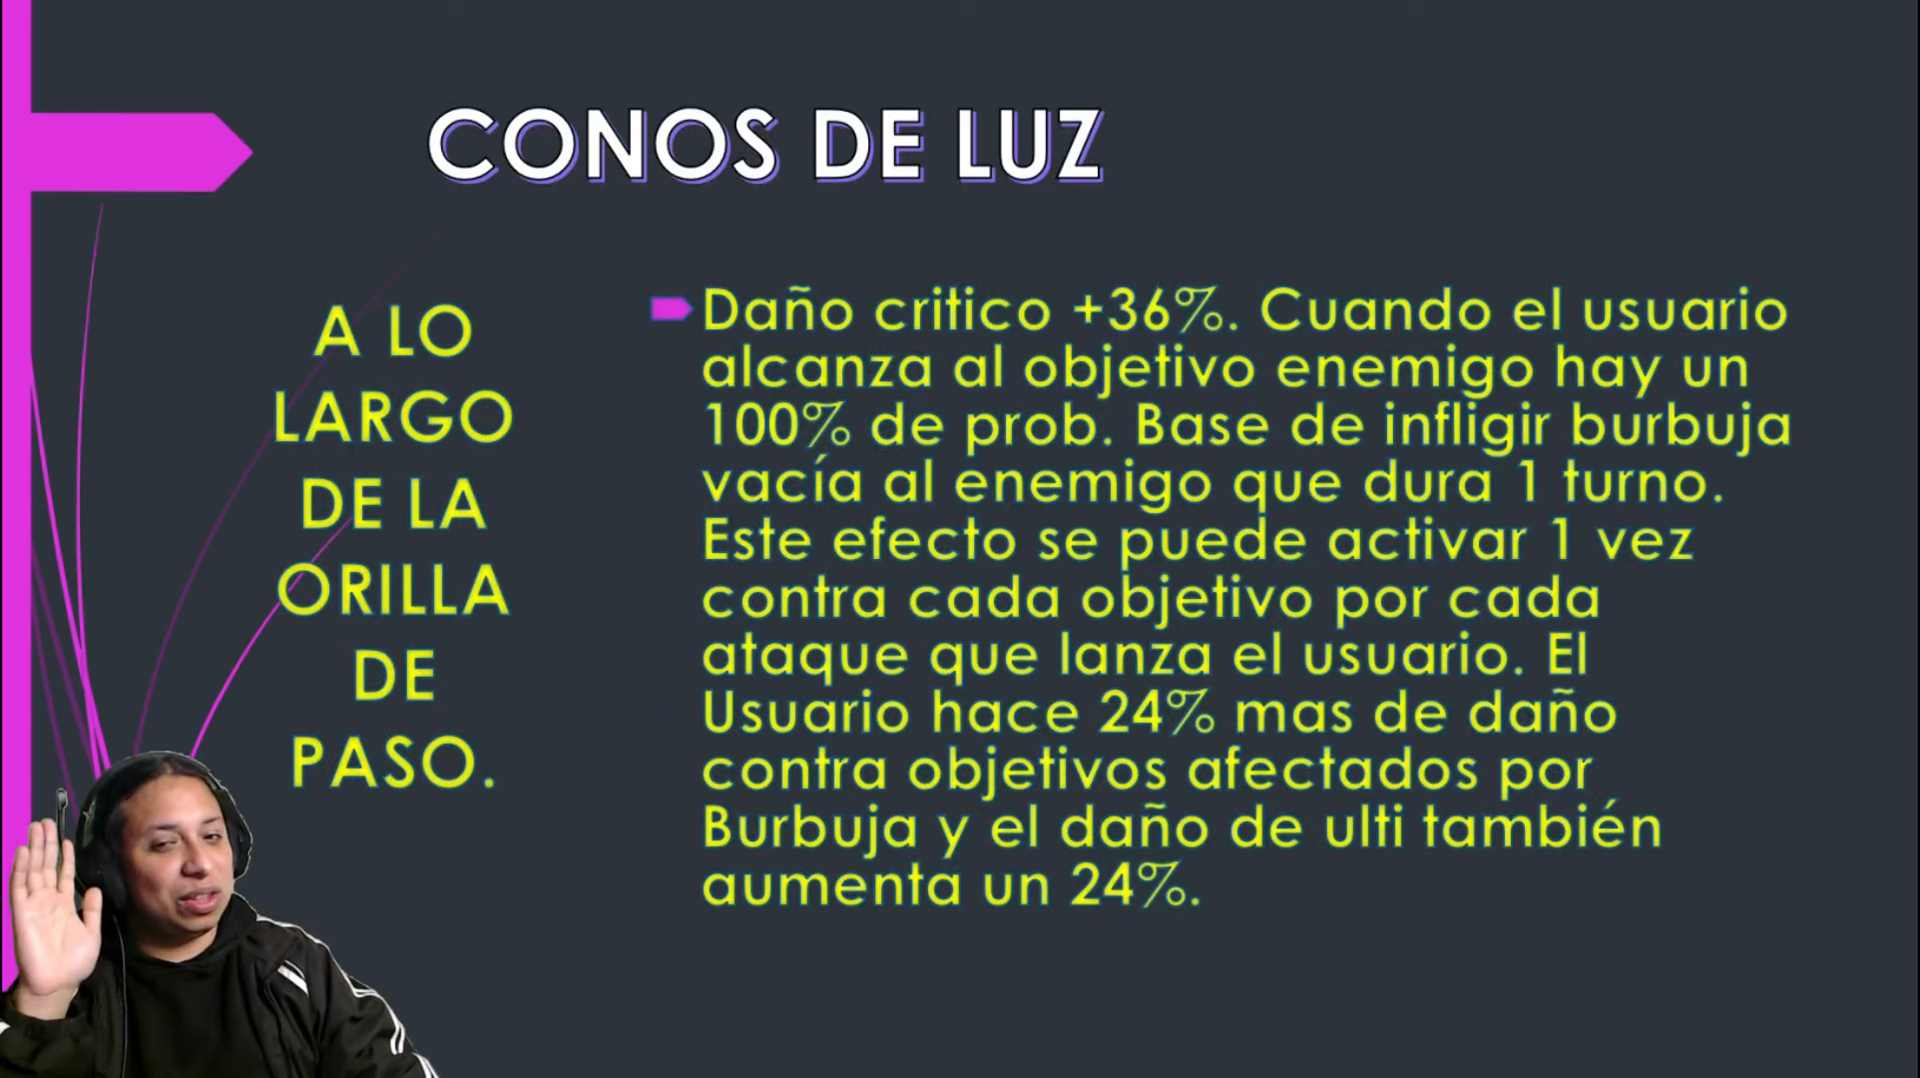 CONOS DE LUZ
A LO
LARGO
DE LA
ORILLA
DE
PASO.
Daño critico +36%. Cuando el usuario
alcanza al objetivo enemigo hay un
100% de prob. Base de infligir burbuja
vacía al enemigo que dura 1 turno.
Este efecto se puede activar 1 vez
contra cada objetivo por cada
ataque que lanza el usuario. El
Usuario hace 24% mas de daño
contra objetivos afectados por
Burbuja y el daño de ulti también
aumenta un 24%.